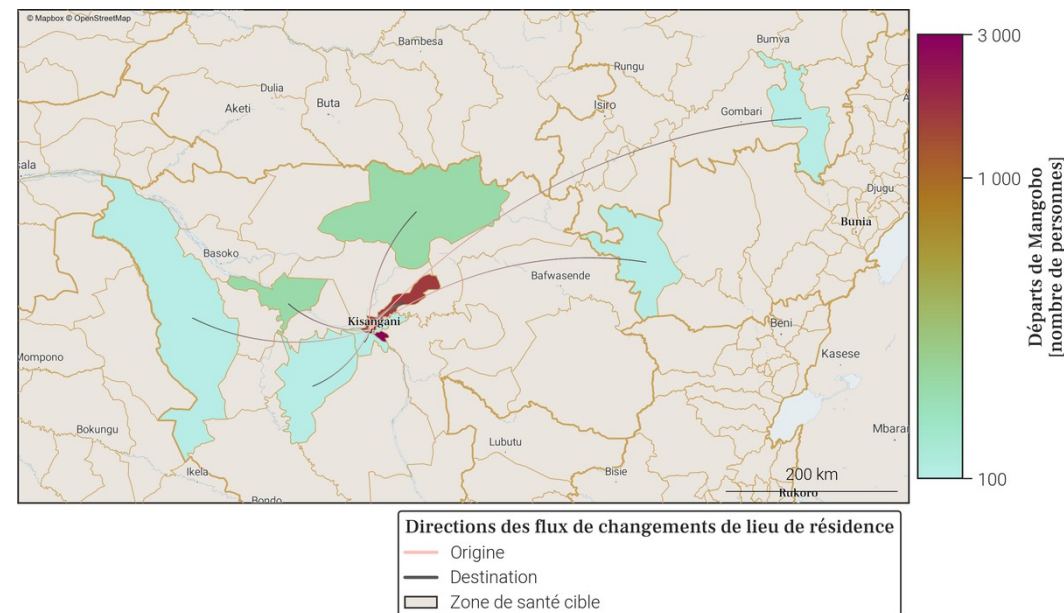 © Mapbox © OpenStreetMap
Bambesa
Bumva
Rungu
Dulia
Aketi
Buta
Isiro
Gombari
A
sala
Djugu
Bunia
Basoko
Bafwasende
Kisangani
Beni
Mompono
Kasese
Bokungu
Lubutu
Mbarar
Ikela
Bisie
Bondo
200 km
Rukoro
3 000
1 000
100
Départs de Mangobo
[nombre de personnes]
Directions des flux de changements de lieu de résidence
Origine
Destination
Zone de santé cible